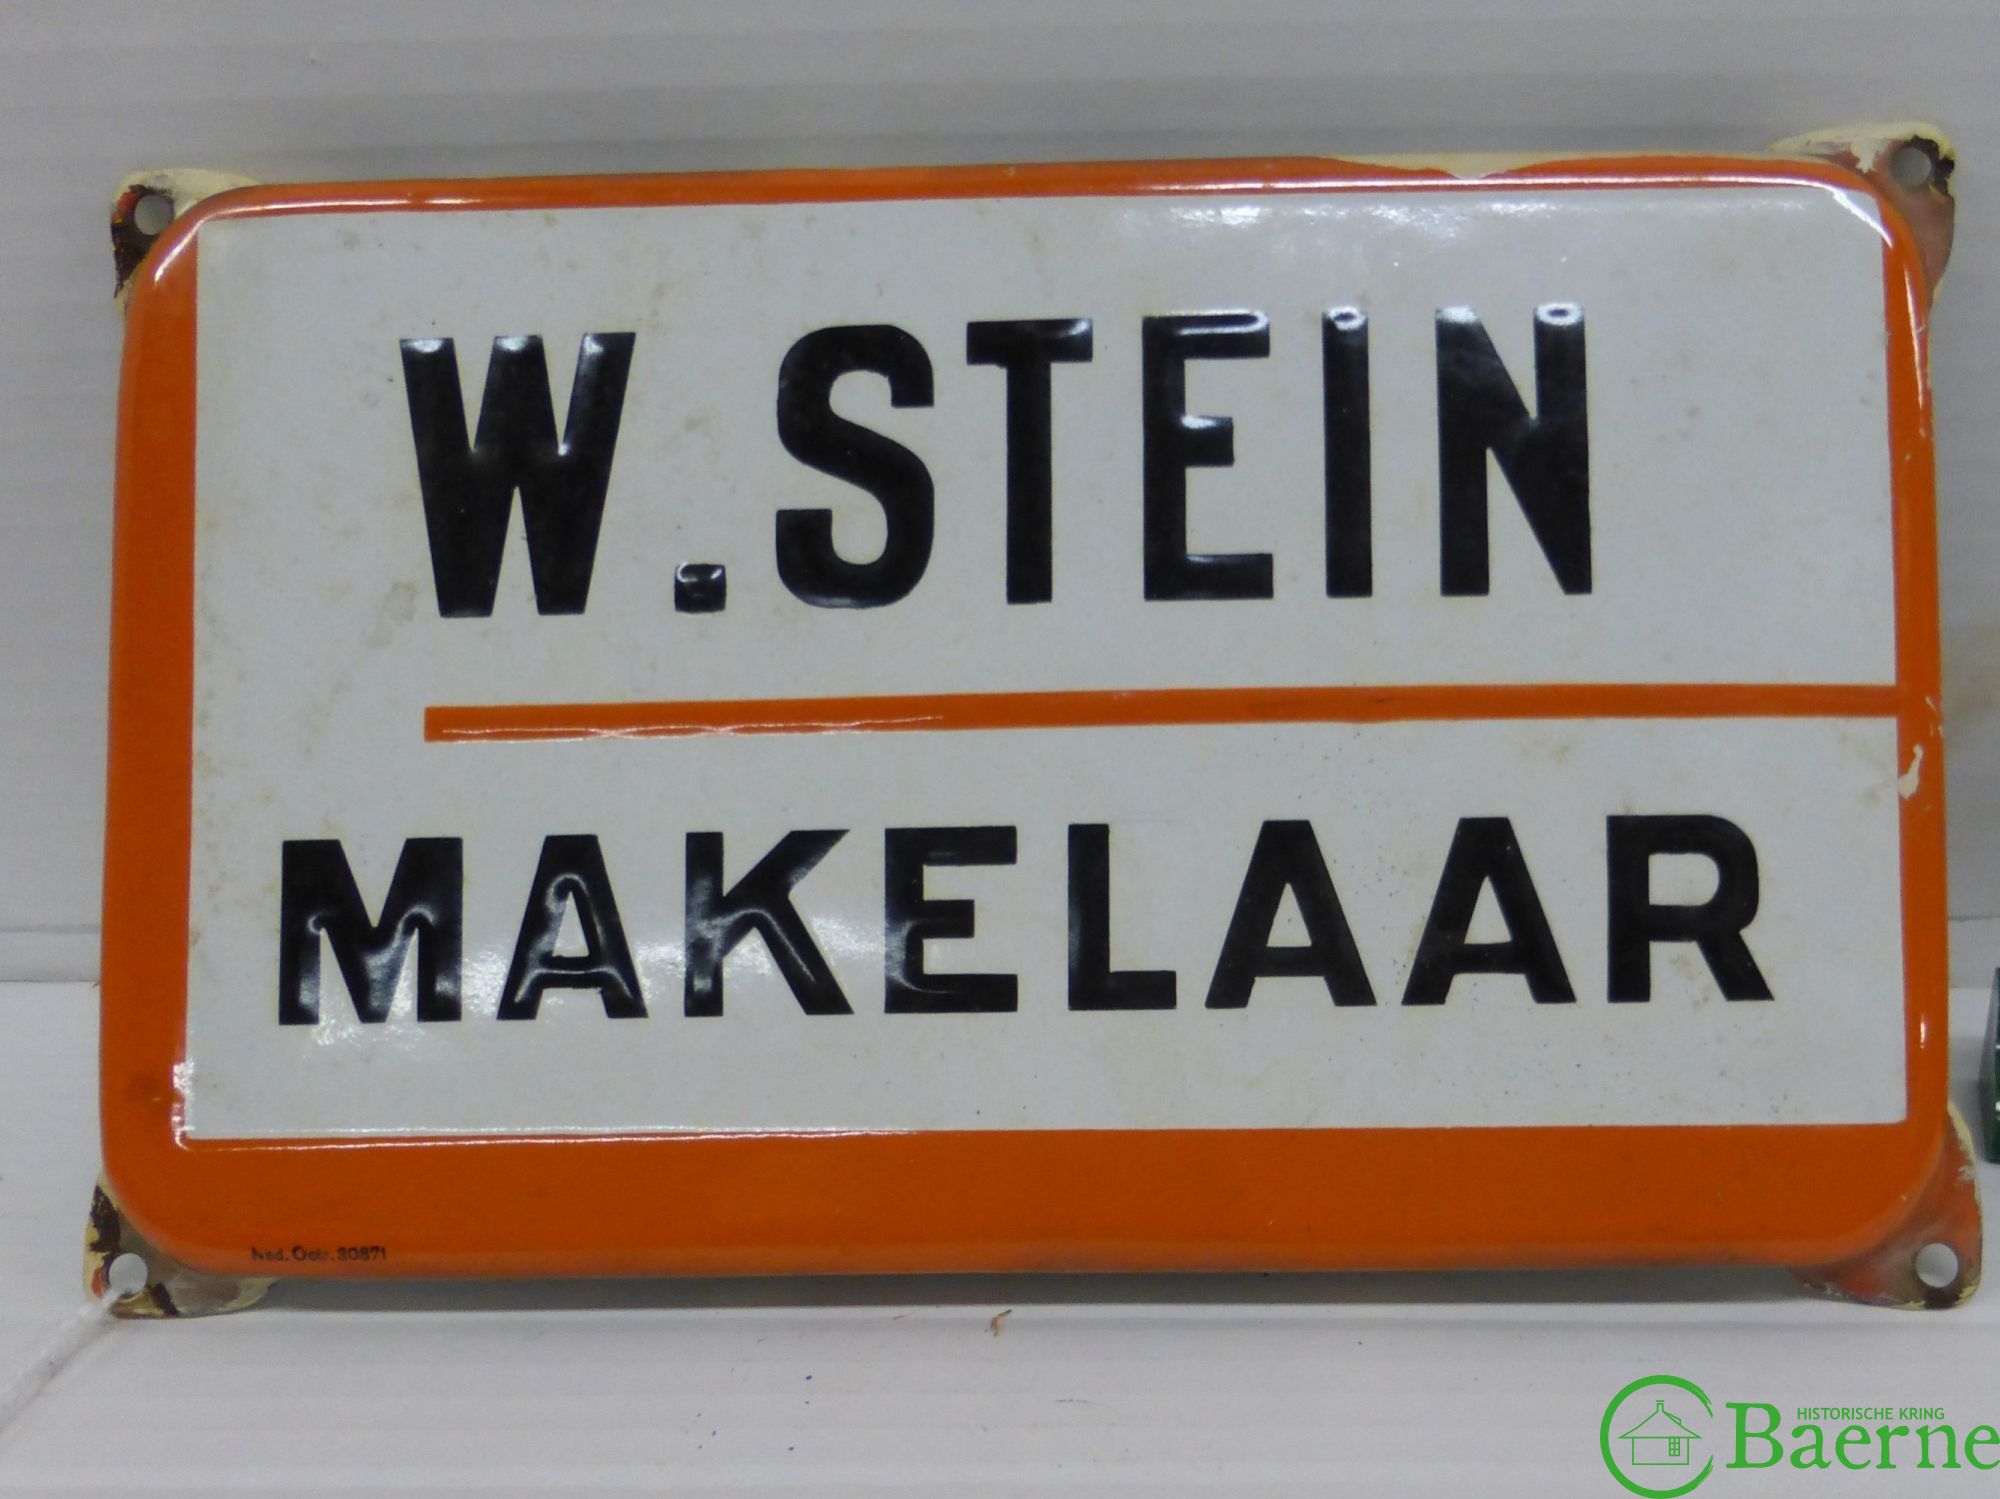 W. STEIN
MAKELAAR
Ned. Octr. 30871
HISTORISCHE KRING
Baerne